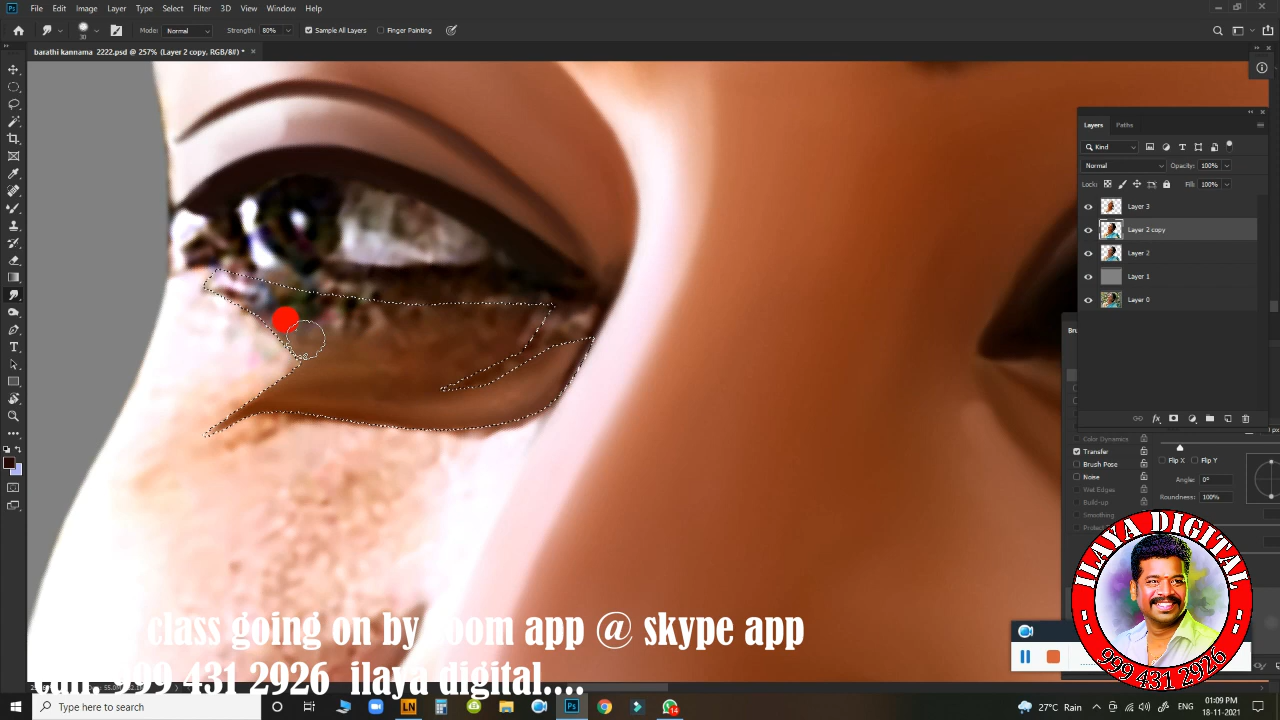 File Edit Image Layer Type Select Filter 3D View Window Help
30 Mode: Normal Strength: 80% Sample All Layers Finger Painting
barathi kannama 2222.psd @ 257% (Layer 2 copy, RGB/8#) * ×
Layers Paths
Kind
Normal Opacity: 100%
Lock: Fill: 100%
Layer 3
Layer 2 copy
Layer 2
Layer 1
Layer 0
Color Dynamics
Transfer
Brush Pose
Noise
Wet Edges
Build-up
Smoothing
Flip X Flip Y
Angle: 0°
Roundness: 100%
ILAYA DIGITAL
999 431 2926
class going on by zoom app @ skype app
999 431 2926 ilaya digital....
Type here to search
LN
Ps
14
27°C Rain
ENG
01:09 PM
18-11-2021